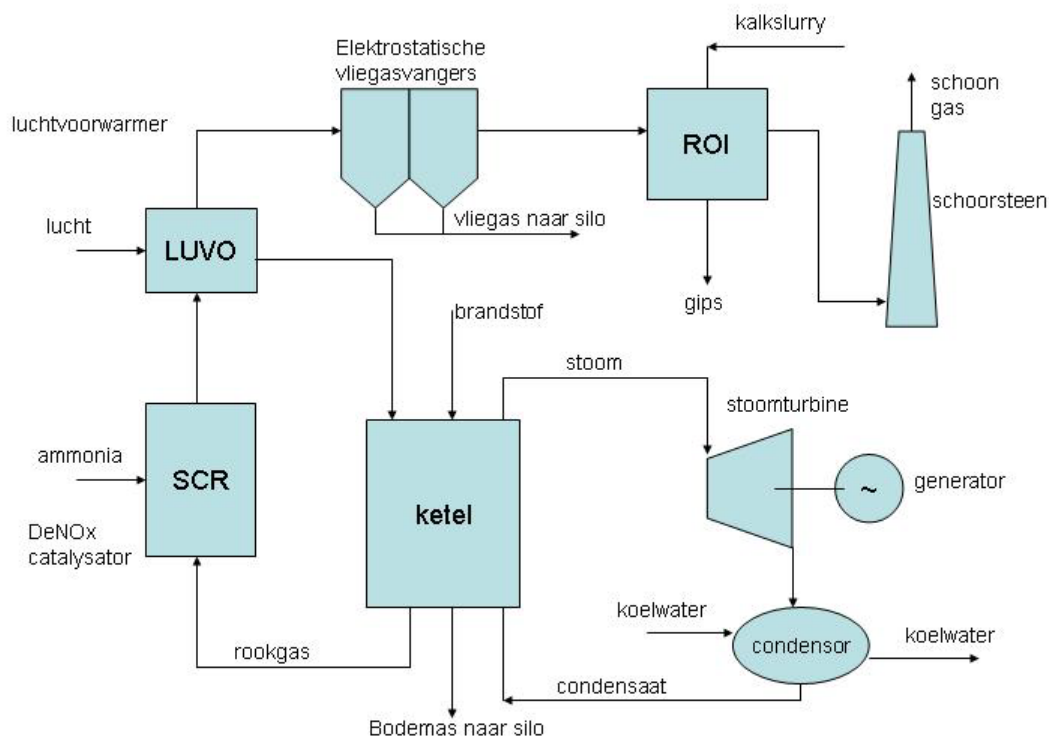 kalkslurry
Elektrostatische
vliegasvangers
schoon
gas
luchtvoorwarmer
ROI
schoorsteen
lucht
vliegas naar silo
LUVO
gips
brandstof
stoom
stoomturbine
ammonia
SCR
ketel
~
generator
DeNOx
catalysator
koelwater
condensor
koelwater
rookgas
condensaat
Bodemas naar silo